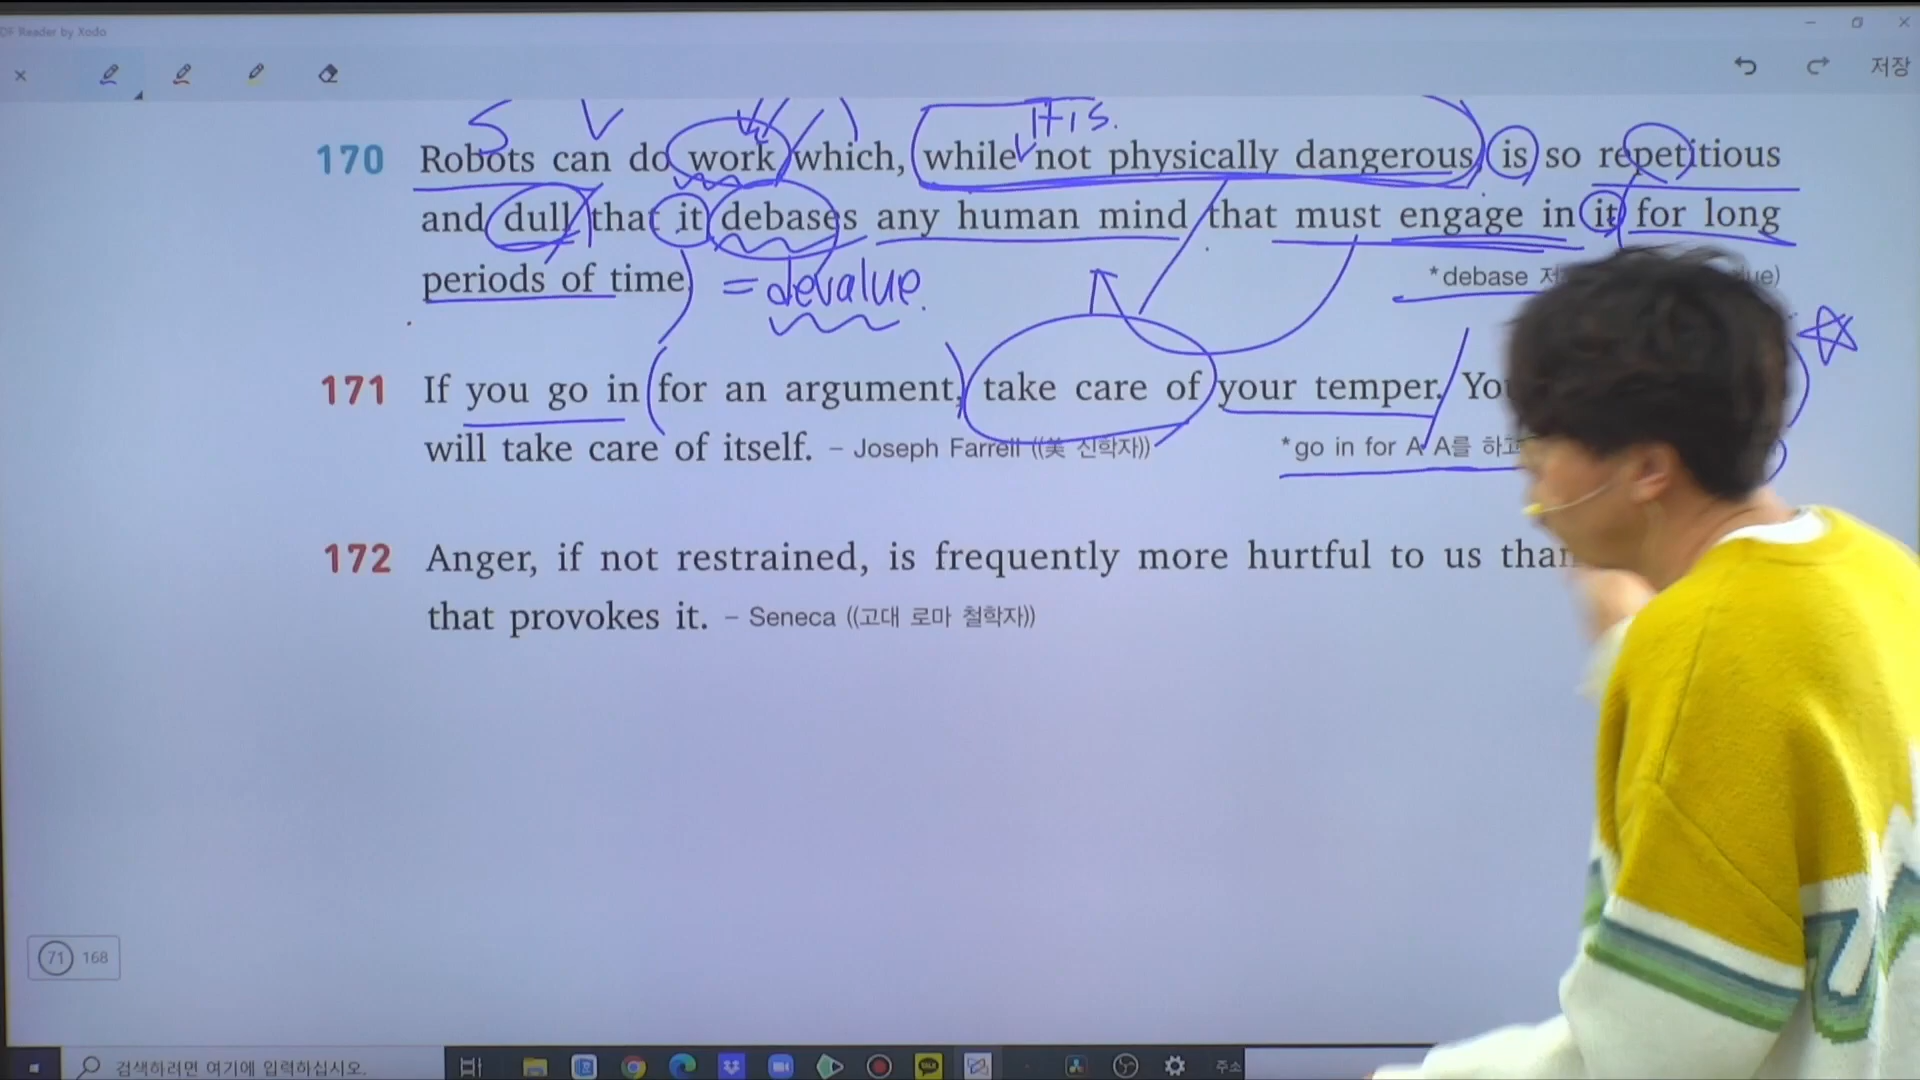 DF Reader by Xodo
저장
S V It is.
170 Robots can do work which, while not physically dangerous, is so repetitious
and dull that it debases any human mind that must engage in it for long
periods of time = devalue.
*debase
171 If you go in for an argument, take care of your temper.
will take care of itself. – Joseph Farrell ((美 신학자))
*go in for A A를
172 Anger, if not restrained, is frequently more hurtful to us than
that provokes it. – Seneca ((고대 로마 철학자))
71 168
검색하려면 여기에 입력하십시오.
주소